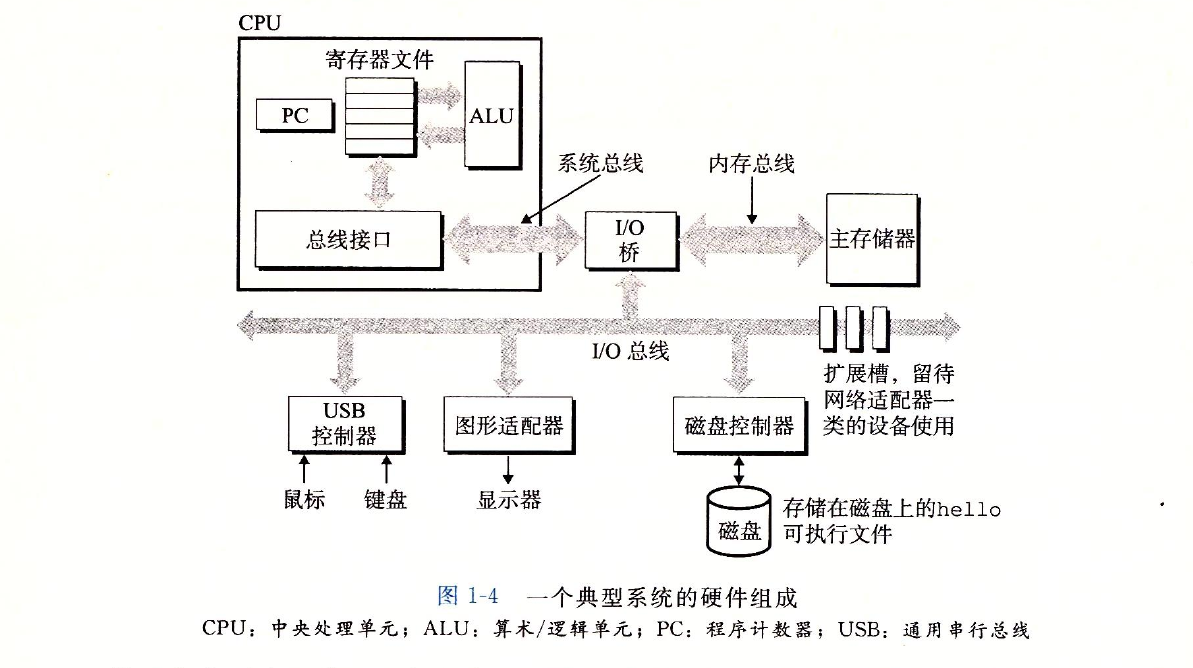 CPU
寄存器文件
PC
ALU
系统总线
内存总线
总线接口
I/O
桥
主存储器
I/O 总线
扩展槽，留待
网络适配器一
类的设备使用
USB
控制器
图形适配器
磁盘控制器
鼠标
键盘
显示器
磁盘
存储在磁盘上的hello
可执行文件
图 1-4 一个典型系统的硬件组成
CPU：中央处理单元；ALU：算术/逻辑单元；PC：程序计数器；USB：通用串行总线